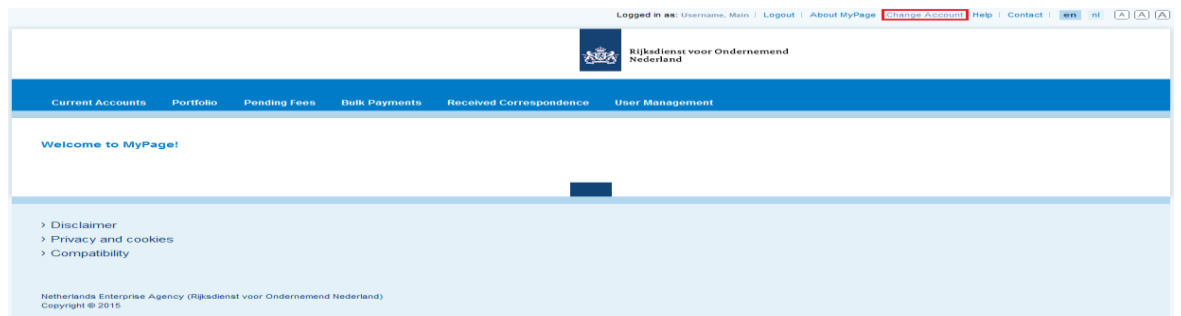 Logged in as: Username, Main | Logout | About MyPage Change Account Help | Contact | en nl A A A
Rijksdienst voor Ondernemend
Nederland
Current Accounts Portfolio Pending Fees Bulk Payments Received Correspondence User Management
Welcome to MyPage!
> Disclaimer
> Privacy and cookies
> Compatibility
Netherlands Enterprise Agency (Rijksdienst voor Ondernemend Nederland)
Copyright © 2015